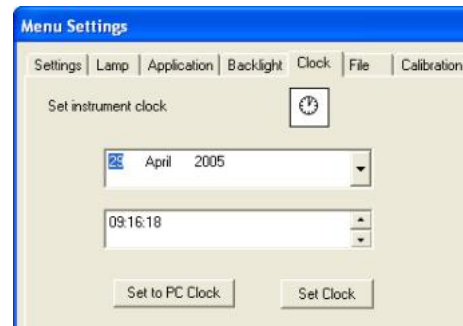 Menu Settings
Settings Lamp Application Backlight Clock File Calibration
Set instrument clock
29 April 2005
09:16:18
Set to PC Clock Set Clock